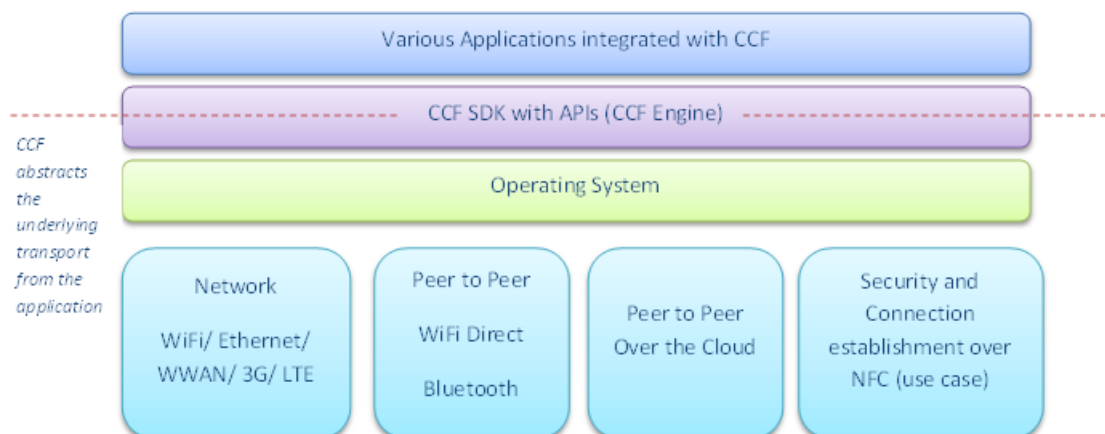 Various Applications integrated with CCF
CCF SDK with APIs (CCF Engine)
CCF
abstracts
the
underlying
transport
from the
application
Operating System
Network
WiFi/ Ethernet/
WWAN/ 3G/ LTE
Peer to Peer
WiFi Direct
Bluetooth
Peer to Peer
Over the Cloud
Security and
Connection
establishment over
NFC (use case)